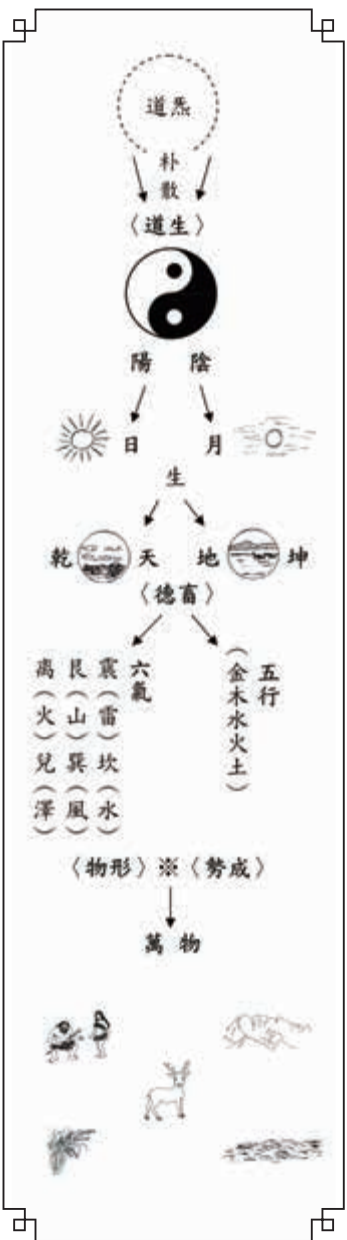 道炁
朴
散
〈道生〉
陽 陰
日 月
生
乾 天 地 坤
〈德畜〉
六氣
震（雷）坎（水）
艮（山）巽（風）
离（火）兌（澤）
五行
（金木水火土）
〈物形〉※〈勢成〉
萬物